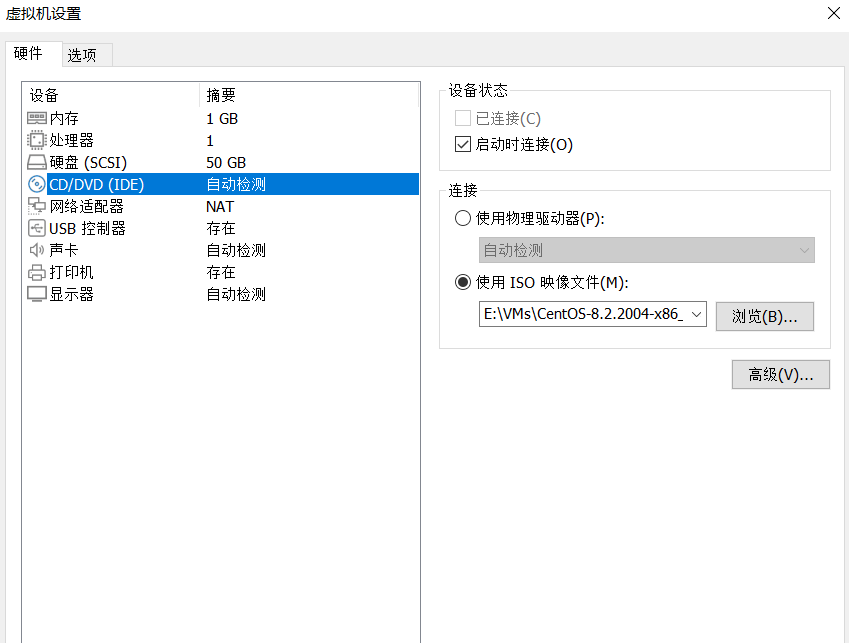 虚拟机设置
硬件 选项
设备 摘要
内存 1 GB
处理器 1
硬盘 (SCSI) 50 GB
CD/DVD (IDE) 自动检测
网络适配器 NAT
USB 控制器 存在
声卡 自动检测
打印机 存在
显示器 自动检测
设备状态
已连接(C)
启动时连接(O)
连接
使用物理驱动器(P):
自动检测
使用 ISO 映像文件(M):
E:\VMs\CentOS-8.2.2004-x86_ 浏览(B)...
高级(V)...